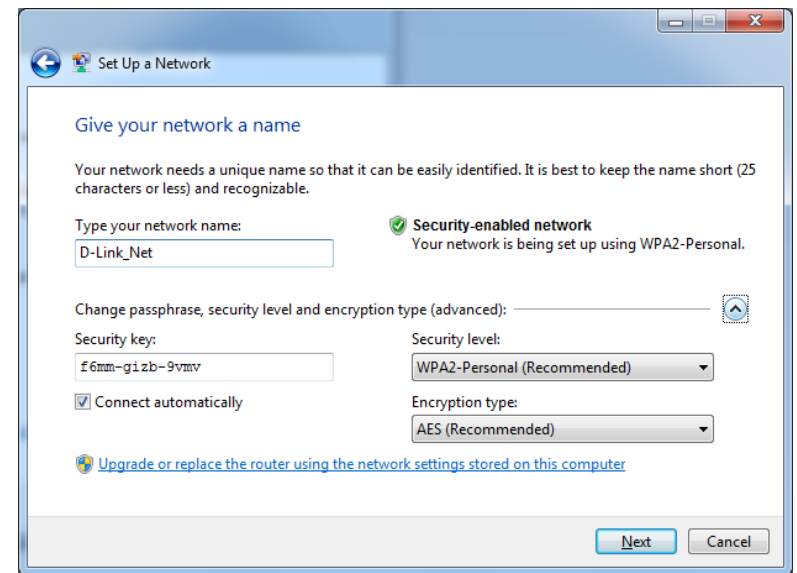 Set Up a Network
Give your network a name
Your network needs a unique name so that it can be easily identified. It is best to keep the name short (25
characters or less) and recognizable.
Type your network name:
D-Link_Net
Security-enabled network
Your network is being set up using WPA2-Personal.
Change passphrase, security level and encryption type (advanced):
Security key:
f6mm-gizb-9vmv
Security level:
WPA2-Personal (Recommended)
Connect automatically
Encryption type:
AES (Recommended)
Upgrade or replace the router using the network settings stored on this computer
Next
Cancel